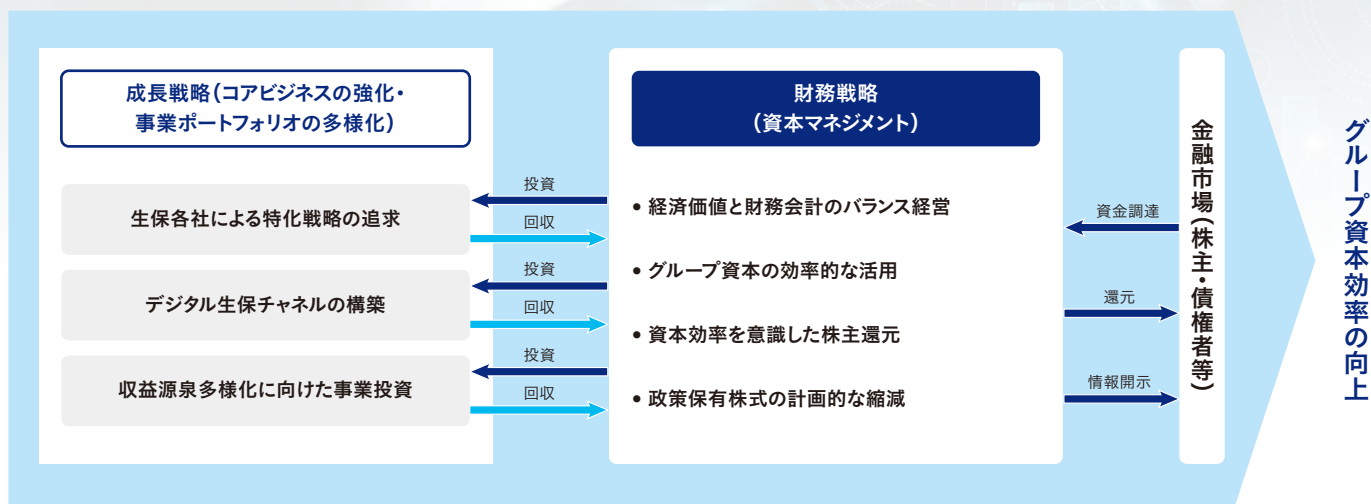 成長戦略(コアビジネスの強化・
事業ポートフォリオの多様化)
生保各社による特化戦略の追求
デジタル生保チャネルの構築
収益源泉多様化に向けた事業投資
投資
回収
投資
回収
投資
回収
財務戦略
(資本マネジメント)
• 経済価値と財務会計のバランス経営
• グループ資本の効率的な活用
• 資本効率を意識した株主還元
• 政策保有株式の計画的な縮減
資金調達
還元
情報開示
金融市場(株主・債権者等)
グループ資本効率の向上